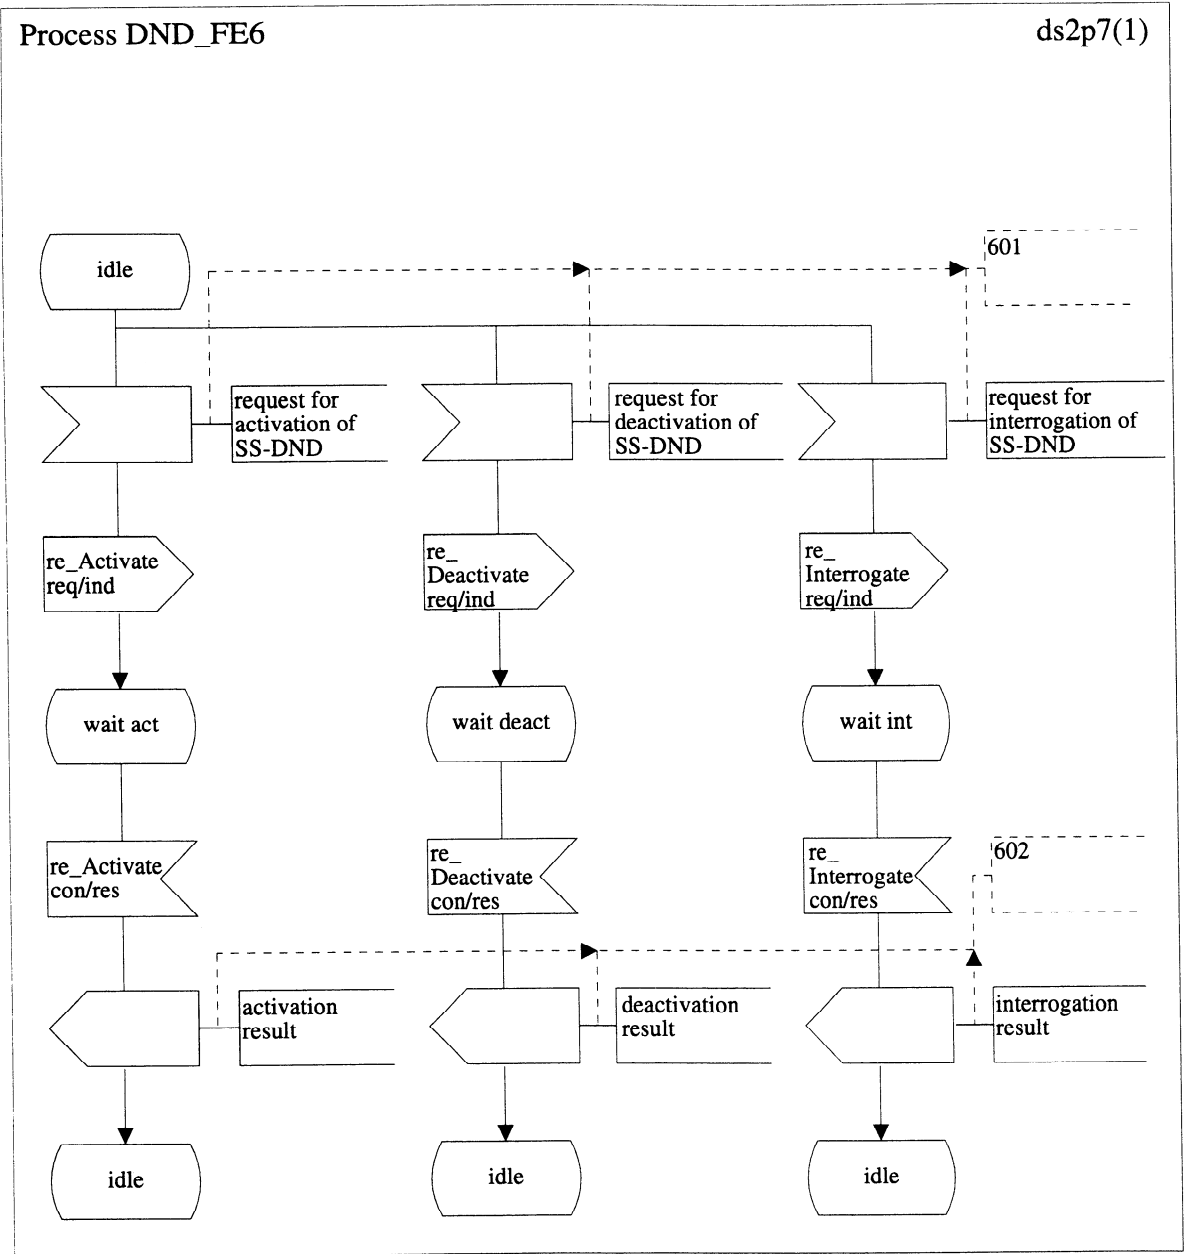 Process DND_FE6
ds2p7(1)
idle
601
request for
activation of
SS-DND
request for
deactivation of
SS-DND
request for
interrogation of
SS-DND
re_Activate
req/ind
re_
Deactivate
req/ind
re_
Interrogate
req/ind
wait act
wait deact
wait int
re_Activate
con/res
re_
Deactivate
con/res
re_
Interrogate
con/res
602
activation
result
deactivation
result
interrogation
result
idle
idle
idle